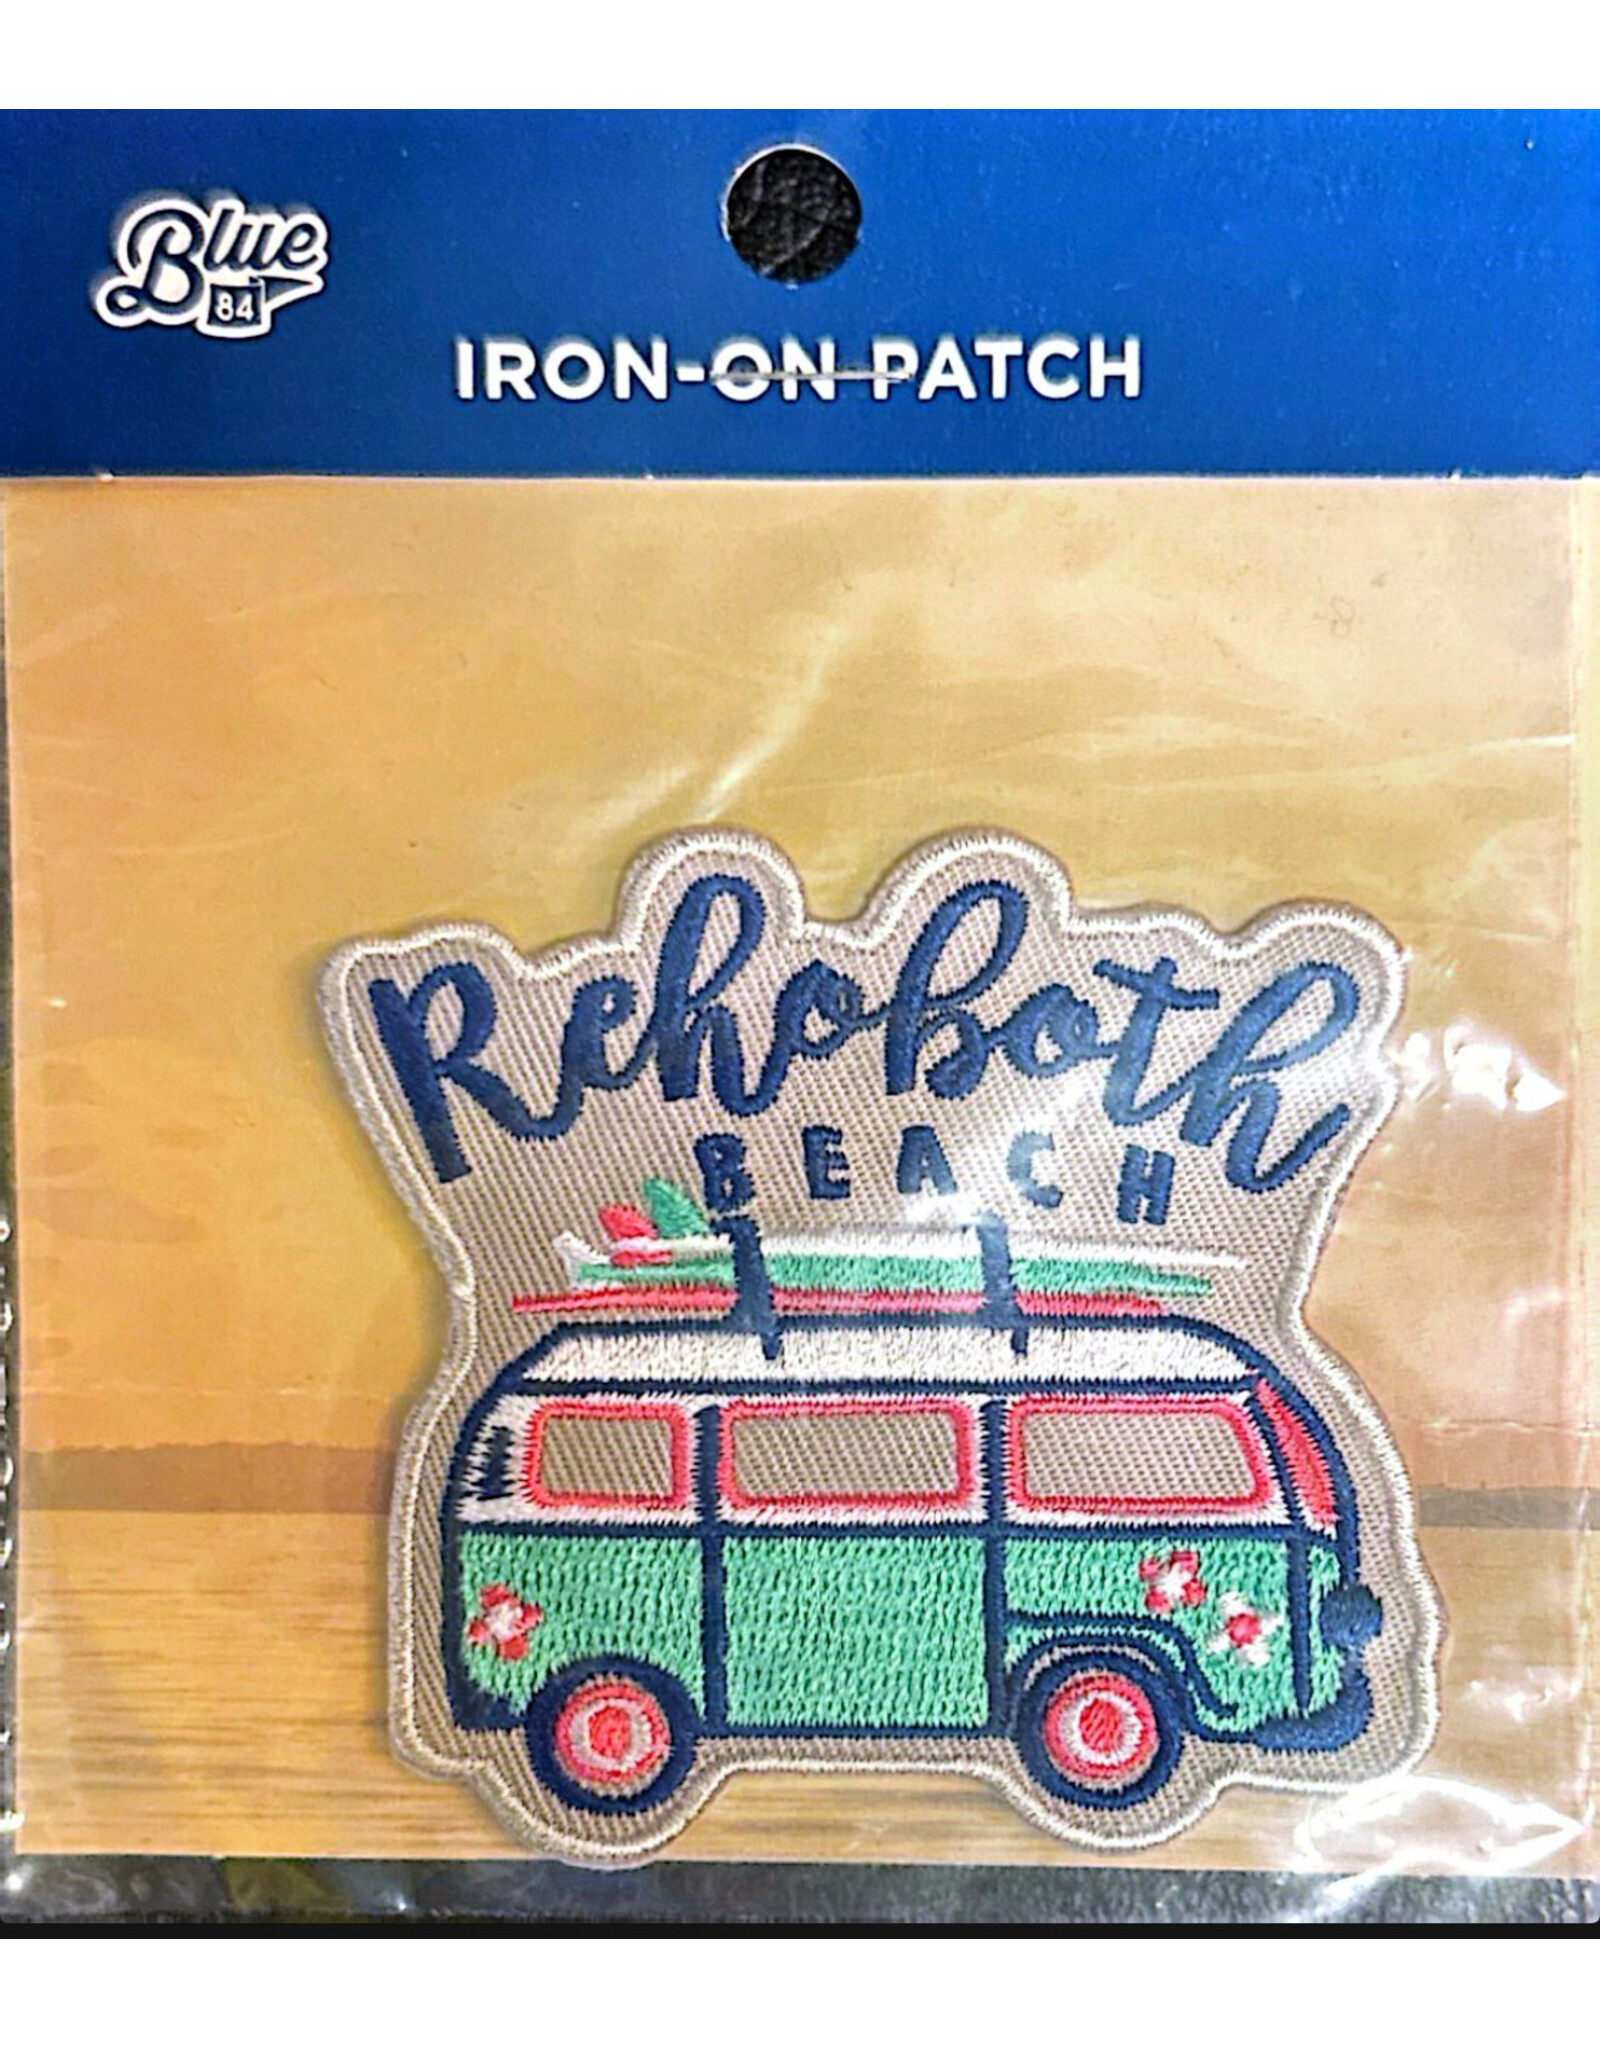 Blue
84
IRON-ON PATCH
Rehoboth
BEACH